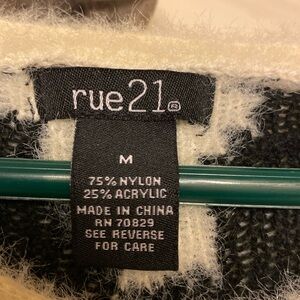 rue21
M
75% NYLON
25% ACRYLIC
MADE IN CHINA
RN 70829
SEE REVERSE
FOR CARE